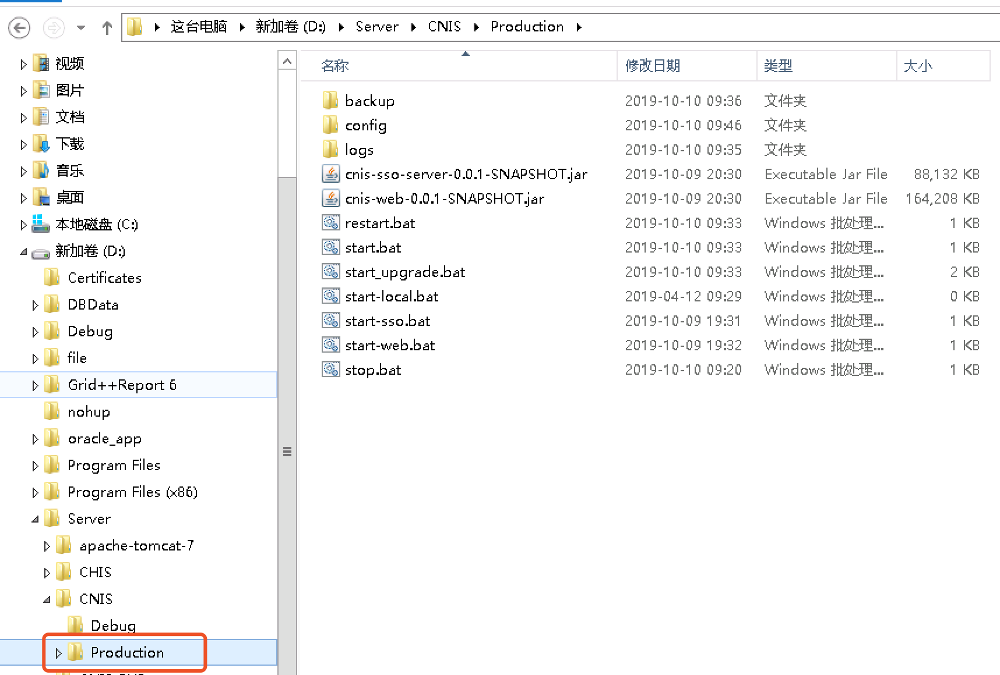 这台电脑 新加卷 (D:) Server CNIS Production
视频
图片
文档
下载
音乐
桌面
本地磁盘 (C:)
新加卷 (D:)
Certificates
DBData
Debug
file
Grid++Report 6
nohup
oracle_app
Program Files
Program Files (x86)
Server
apache-tomcat-7
CHIS
CNIS
Debug
Production
名称 修改日期 类型 大小
backup 2019-10-10 09:36 文件夹
config 2019-10-10 09:46 文件夹
logs 2019-10-10 09:35 文件夹
cnis-sso-server-0.0.1-SNAPSHOT.jar 2019-10-09 20:30 Executable Jar File 88,132 KB
cnis-web-0.0.1-SNAPSHOT.jar 2019-10-09 20:30 Executable Jar File 164,208 KB
restart.bat 2019-10-10 09:33 Windows 批处理... 1 KB
start.bat 2019-10-10 09:33 Windows 批处理... 1 KB
start_upgrade.bat 2019-10-10 09:33 Windows 批处理... 2 KB
start-local.bat 2019-04-12 09:29 Windows 批处理... 0 KB
start-sso.bat 2019-10-09 19:31 Windows 批处理... 1 KB
start-web.bat 2019-10-09 19:32 Windows 批处理... 1 KB
stop.bat 2019-10-10 09:20 Windows 批处理... 1 KB